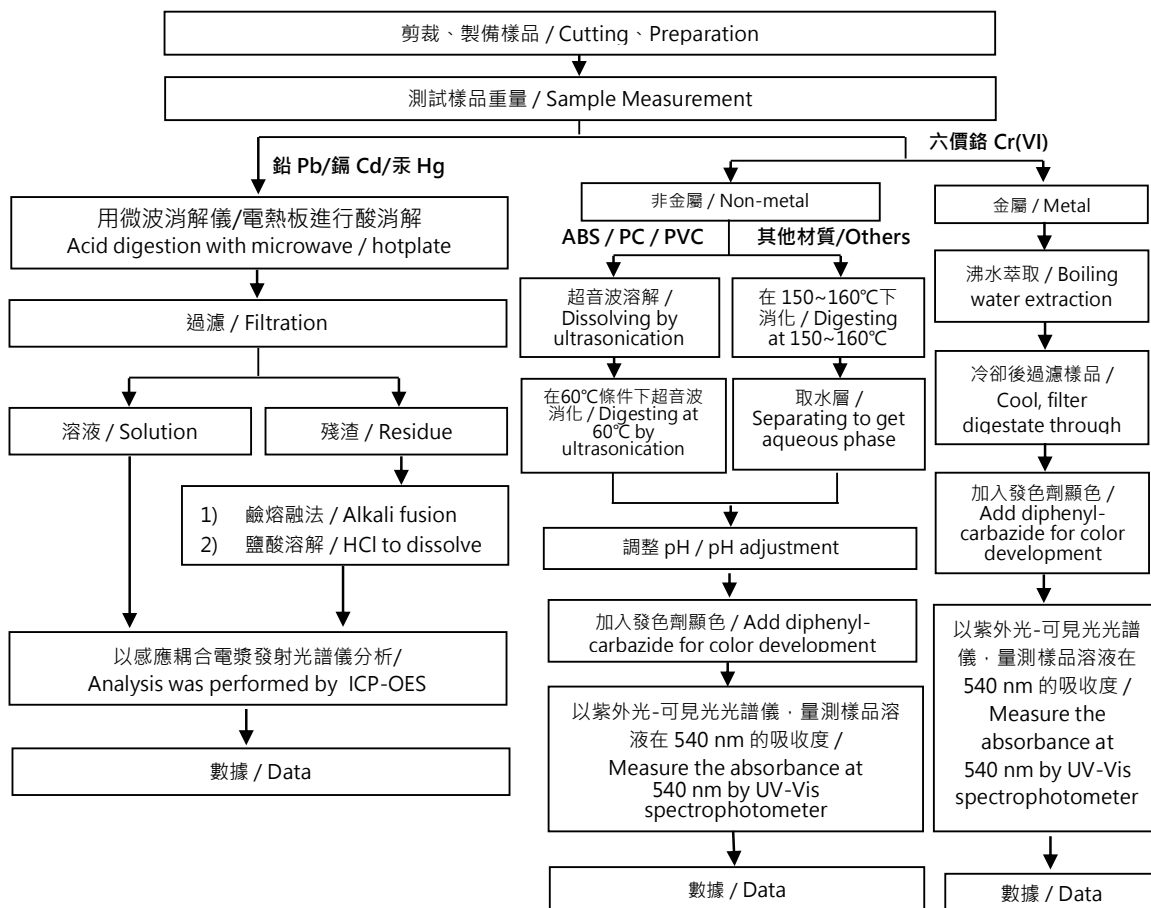 剪裁、製備樣品 / Cutting、Preparation
測試樣品重量 / Sample Measurement
鉛 Pb/鎘 Cd/汞 Hg
六價鉻 Cr(VI)
用微波消解儀/電熱板進行酸消解
Acid digestion with microwave / hotplate
過濾 / Filtration
溶液 / Solution
殘渣 / Residue
1) 鹼熔融法 / Alkali fusion
2) 鹽酸溶解 / HCl to dissolve
以感應耦合電漿發射光譜儀分析/
Analysis was performed by ICP-OES
數據 / Data
非金屬 / Non-metal
ABS / PC / PVC
其他材質/Others
超音波溶解 /
Dissolving by
ultrasonication
在60℃條件下超音波
消化 / Digesting at
60℃ by
ultrasonication
在 150~160℃下
消化 / Digesting
at 150~160℃
取水層 /
Separating to get
aqueous phase
調整 pH / pH adjustment
加入發色劑顯色 / Add diphenyl-
carbazide for color development
以紫外光-可見光光譜儀，量測樣品溶
液在 540 nm 的吸收度 /
Measure the absorbance at
540 nm by UV-Vis
spectrophotometer
數據 / Data
金屬 / Metal
沸水萃取 / Boiling
water extraction
冷卻後過濾樣品 /
Cool, filter
digestate through
加入發色劑顯色 /
Add diphenyl-
carbazide for color
development
以紫外光-可見光光譜
儀，量測樣品溶液在
540 nm 的吸收度 /
Measure the
absorbance at
540 nm by UV-Vis
spectrophotometer
數據 / Data